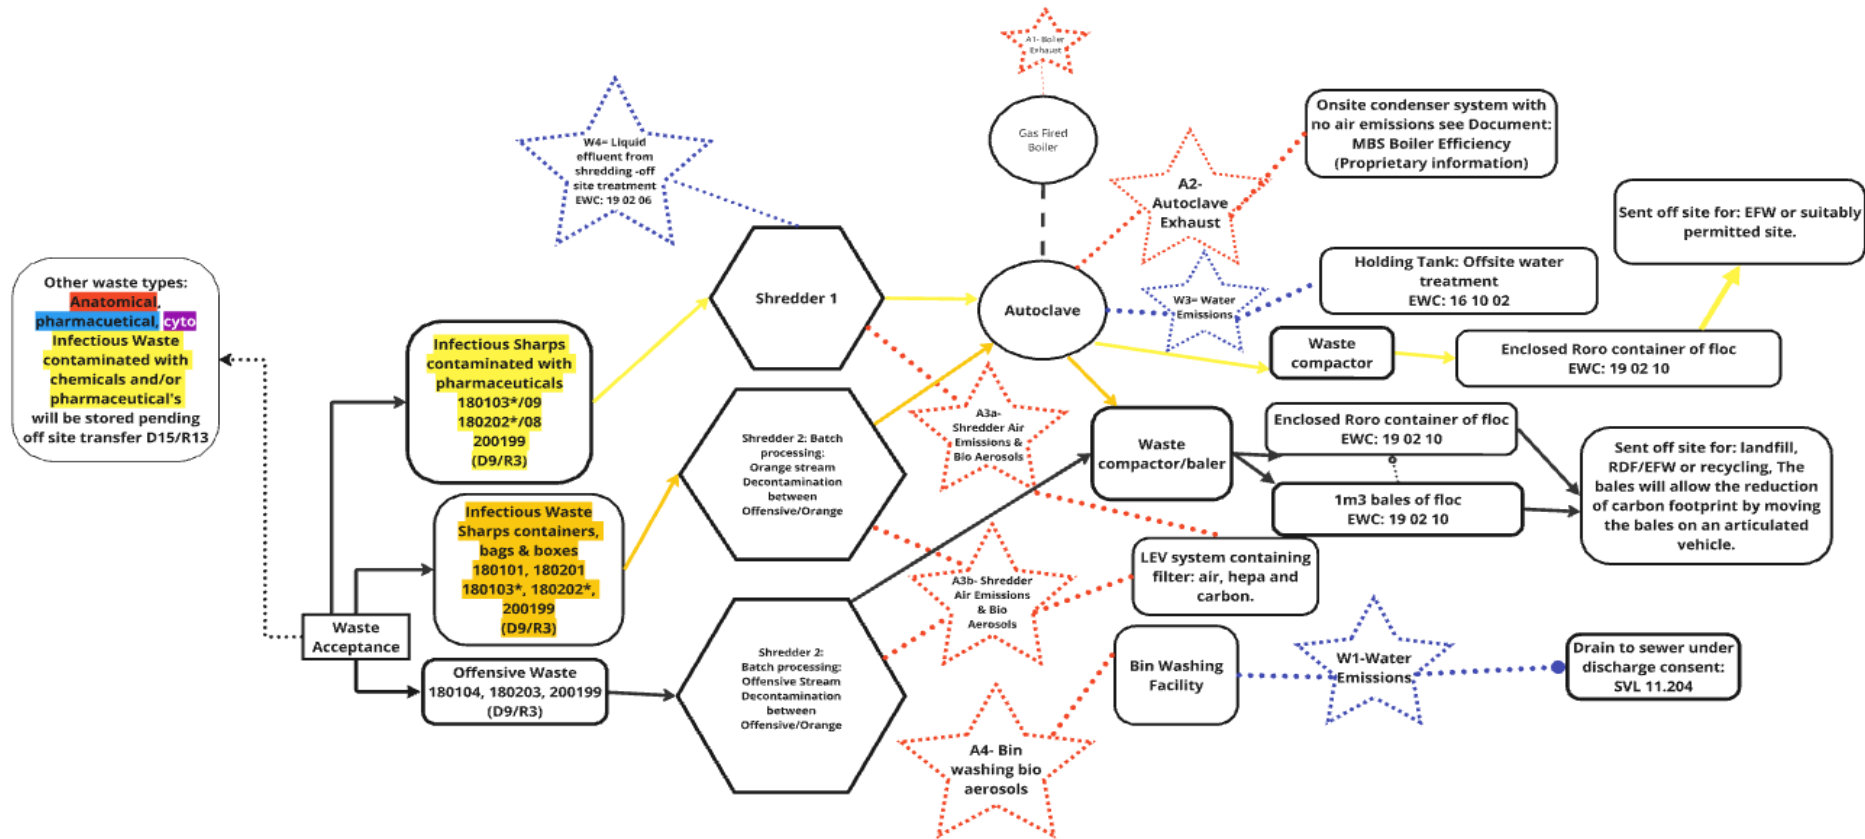 A1- Boiler
Exhaust
Gas Fired
Boiler
W4= Liquid
effluent from
shredding -off
site treatment
EWC: 19 02 06
A2-
Autoclave
Exhaust
Onsite condenser system with
no air emissions see Document:
MBS Boiler Efficiency
(Proprietary information)
Sent off site for: EFW or suitably
permitted site.
Other waste types:
Anatomical,
pharmacuetical, cyto
Infectious Waste
contaminated with
chemicals and/or
pharmaceutical's
will be stored pending
off site transfer D15/R13
Infectious Sharps
contaminated with
pharmaceuticals
180103*/09
180202*/08
200199
(D9/R3)
Shredder 1
Autoclave
W3= Water
Emissions
Holding Tank: Offsite water
treatment
EWC: 16 10 02
Waste
compactor
Enclosed Roro container of floc
EWC: 19 02 10
Shredder 2: Batch
processing:
Orange stream
Decontamination
between
Offensive/Orange
A3a-
Shredder Air
Emissions &
Bio Aerosols
Waste
compactor/baler
Enclosed Roro container of floc
EWC: 19 02 10
1m3 bales of floc
EWC: 19 02 10
Sent off site for: landfill,
RDF/EFW or recycling, The
bales will allow the reduction
of carbon footprint by moving
the bales on an articulated
vehicle.
Infectious Waste
Sharps containers,
bags & boxes
180101, 180201
180103*, 180202*,
200199
(D9/R3)
A3b- Shredder
Air Emissions
& Bio
Aerosols
LEV system containing
filter: air, hepa and
carbon.
Waste
Acceptance
Offensive Waste
180104, 180203, 200199
(D9/R3)
Shredder 2:
Batch processing:
Offensive Stream
Decontamination
between
Offensive/Orange
Bin Washing
Facility
W1-Water
Emissions
Drain to sewer under
discharge consent:
SVL 11.204
A4- Bin
washing bio
aerosols